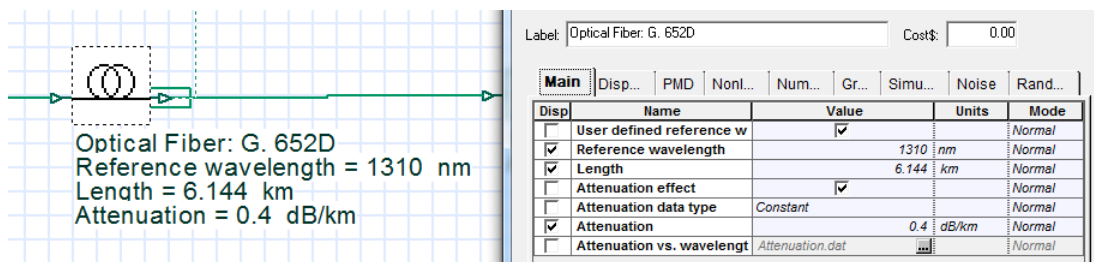 Optical Fiber: G. 652D
Reference wavelength = 1310 nm
Length = 6.144 km
Attenuation = 0.4 dB/km
Label: Optical Fiber: G. 652D Cost$: 0.00
Main Disp... PMD Nonl... Num... Gr... Simu... Noise Rand...
Disp Name Value Units Mode
User defined reference w Normal
Reference wavelength 1310 nm Normal
Length 6.144 km Normal
Attenuation effect Normal
Attenuation data type Constant Normal
Attenuation 0.4 dB/km Normal
Attenuation vs. wavelengt Attenuation.dat ... Normal